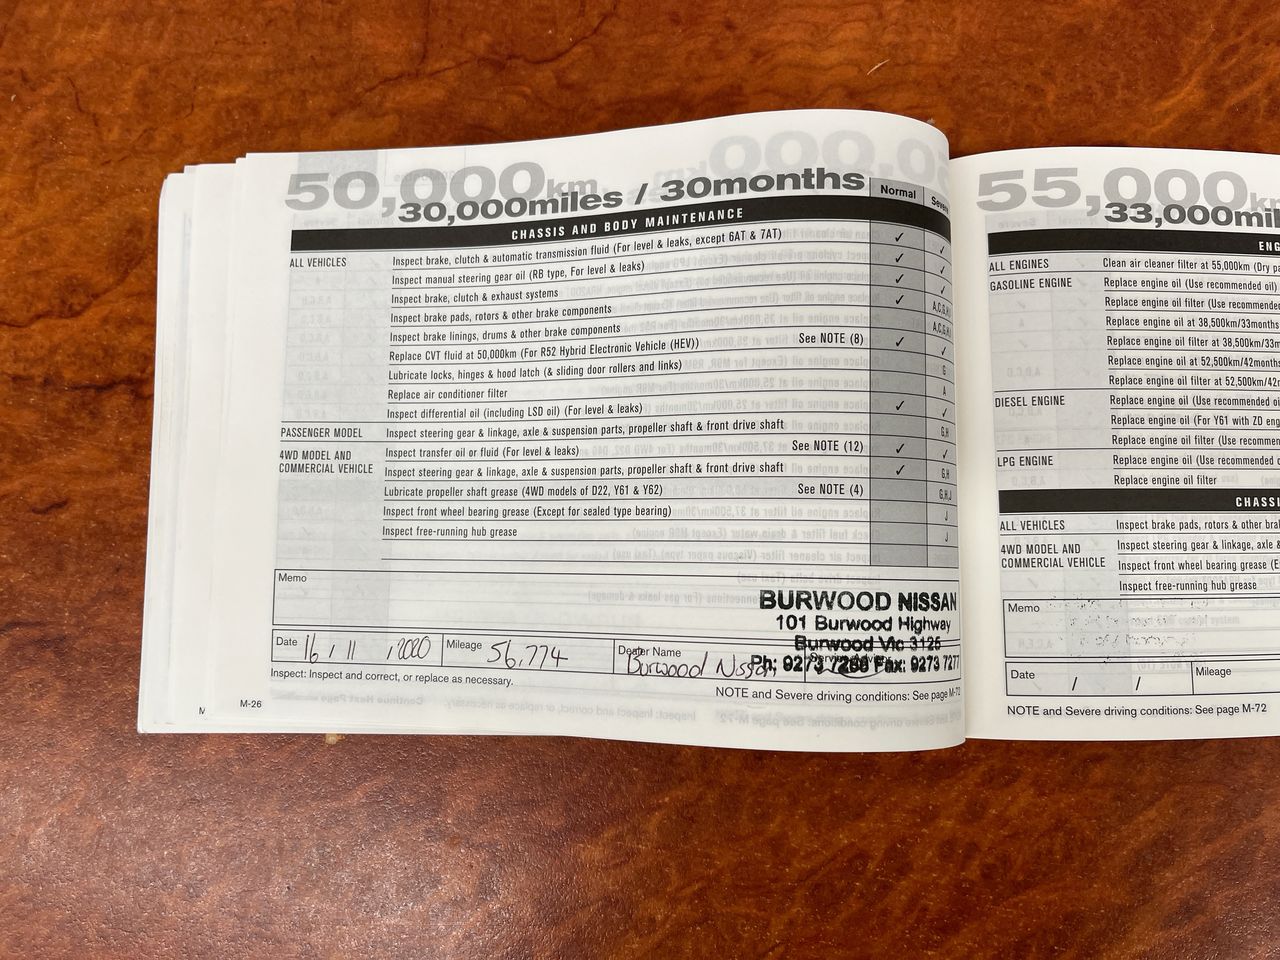 50,000km
30,000miles / 30months
Normal
CHASSIS AND BODY MAINTENANCE
ALL VEHICLES
Inspect brake, clutch & automatic transmission fluid (For level & leaks, except 6AT & 7AT) ✓ ✓
Inspect manual steering gear oil (RB type, For level & leaks) ✓ ✓
Inspect brake, clutch & exhaust systems ✓ ✓
Inspect brake pads, rotors & other brake components ✓
Inspect brake linings, drums & other brake components
Replace CVT fluid at 50,000km (For R52 Hybrid Electronic Vehicle (HEV)) See NOTE (8) ✓ ✓
Lubricate locks, hinges & hood latch (& sliding door rollers and links) G
Replace air conditioner filter A
Inspect differential oil (including LSD oil) (For level & leaks) ✓ ✓
PASSENGER MODEL
Inspect steering gear & linkage, axle & suspension parts, propeller shaft & front drive shaft G,H
4WD MODEL AND
COMMERCIAL VEHICLE
Inspect transfer oil or fluid (For level & leaks) See NOTE (12) ✓ ✓
Inspect steering gear & linkage, axle & suspension parts, propeller shaft & front drive shaft ✓ G,H
Lubricate propeller shaft grease (4WD models of D22, Y61 & Y62) See NOTE (4) G,H,J
Inspect front wheel bearing grease (Except for sealed type bearing) J
Inspect free-running hub grease J
Memo
BURWOOD NISSAN
101 Burwood Highway
Burwood Vic 3125
Ph: 9273 7200 Fax: 9273 7277
Date 16 / 11 / 2020
Mileage 56,774
Dealer Name
Burwood Nissan
Inspect: Inspect and correct, or replace as necessary.
NOTE and Severe driving conditions: See page M-72
M-26
55,000
33,000mil
ALL ENGINES
Clean air cleaner filter at 55,000km (Dry
GASOLINE ENGINE
Replace engine oil (Use recommended oil)
Replace engine oil filter (Use recommended
Replace engine oil at 38,500km/33months
Replace engine oil filter at 38,500km/33m
Replace engine oil at 52,500km/42months
Replace engine oil filter at 52,500km/42
DIESEL ENGINE
Replace engine oil (Use recommended
Replace engine oil (For Y61 with ZD
Replace engine oil filter (Use recommen
LPG ENGINE
Replace engine oil (Use recommended
Replace engine oil filter
CHASSI
ALL VEHICLES
Inspect brake pads, rotors & other
4WD MODEL AND
COMMERCIAL VEHICLE
Inspect steering gear & linkage, axle &
Inspect front wheel bearing grease (E
Inspect free-running hub grease
Memo
Date / /
Mileage
NOTE and Severe driving conditions: See page M-72